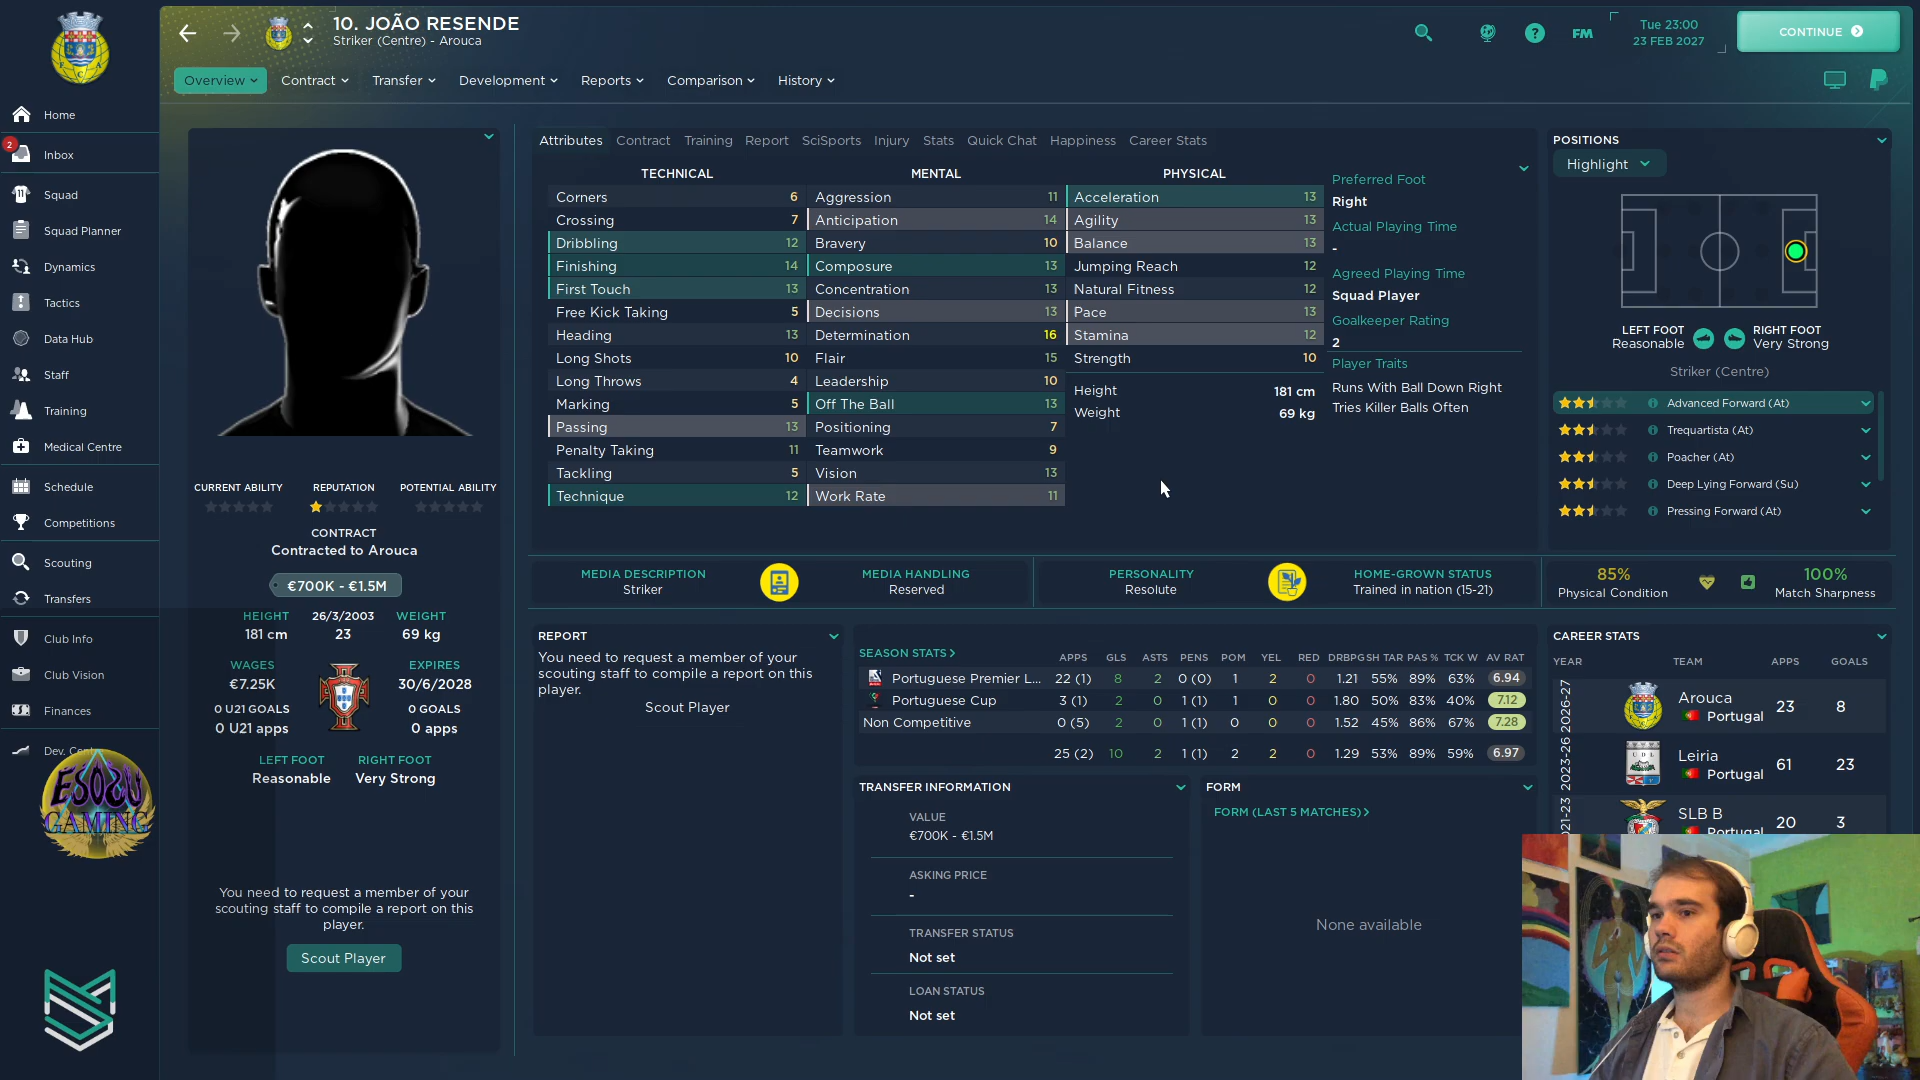 10. JOÃO RESENDE
Striker (Centre) - Arouca
FM
Tue 23:00
23 FEB 2027
CONTINUE
Overview
Contract
Transfer
Development
Reports
Comparison
History
Home
2
Inbox
Squad
Squad Planner
Dynamics
Tactics
Data Hub
Staff
Training
Medical Centre
Schedule
Competitions
Scouting
Transfers
Club Info
Club Vision
Finances
Dev. Cent
ESOZU
GAMING
CURRENT ABILITY
REPUTATION
POTENTIAL ABILITY
CONTRACT
Contracted to Arouca
€700K - €1.5M
HEIGHT
181 cm
26/3/2003
23
WEIGHT
69 kg
WAGES
€7.25K
EXPIRES
30/6/2028
0 U21 GOALS
0 U21 apps
0 GOALS
0 apps
LEFT FOOT
Reasonable
RIGHT FOOT
Very Strong
You need to request a member of your
scouting staff to compile a report on this
player.
Scout Player
Attributes Contract Training Report SciSports Injury Stats Quick Chat Happiness Career Stats
TECHNICAL
Corners 6
Crossing 7
Dribbling 12
Finishing 14
First Touch 13
Free Kick Taking 5
Heading 13
Long Shots 10
Long Throws 4
Marking 5
Passing 13
Penalty Taking 11
Tackling 5
Technique 12
MENTAL
Aggression 11
Anticipation 14
Bravery 10
Composure 13
Concentration 13
Decisions 13
Determination 16
Flair 15
Leadership 10
Off The Ball 13
Positioning 7
Teamwork 9
Vision 13
Work Rate 11
PHYSICAL
Acceleration 13
Agility 13
Balance 13
Jumping Reach 12
Natural Fitness 12
Pace 13
Stamina 12
Strength 10
Height 181 cm
Weight 69 kg
Preferred Foot
Right
Actual Playing Time
-
Agreed Playing Time
Squad Player
Goalkeeper Rating
2
Player Traits
Runs With Ball Down Right
Tries Killer Balls Often
POSITIONS
Highlight
LEFT FOOT
Reasonable
RIGHT FOOT
Very Strong
Striker (Centre)
Advanced Forward (At)
Trequartista (At)
Poacher (At)
Deep Lying Forward (Su)
Pressing Forward (At)
MEDIA DESCRIPTION
Striker
MEDIA HANDLING
Reserved
PERSONALITY
Resolute
HOME-GROWN STATUS
Trained in nation (15-21)
85%
Physical Condition
100%
Match Sharpness
REPORT
You need to request a member of your
scouting staff to compile a report on this
player.
Scout Player
SEASON STATS APPS GLS ASTS PENS POM YEL RED DRBPG SH TAR PAS % TCK W AV RAT
Portuguese Premier L... 22 (1) 8 2 0 (0) 1 2 0 1.21 55% 89% 63% 6.94
Portuguese Cup 3 (1) 2 0 1 (1) 1 0 0 1.80 50% 83% 40% 7.12
Non Competitive 0 (5) 2 0 1 (1) 0 0 0 1.52 45% 86% 67% 7.28
25 (2) 10 2 1 (1) 2 2 0 1.29 53% 89% 59% 6.97
TRANSFER INFORMATION
VALUE
€700K - €1.5M
ASKING PRICE
-
TRANSFER STATUS
Not set
LOAN STATUS
Not set
FORM
FORM (LAST 5 MATCHES)
None available
CAREER STATS
YEAR TEAM APPS GOALS
2026-27 Arouca 23 8
Portugal
2023-26 Leiria 61 23
Portugal
21-23 SLB B 20 3
Portugal